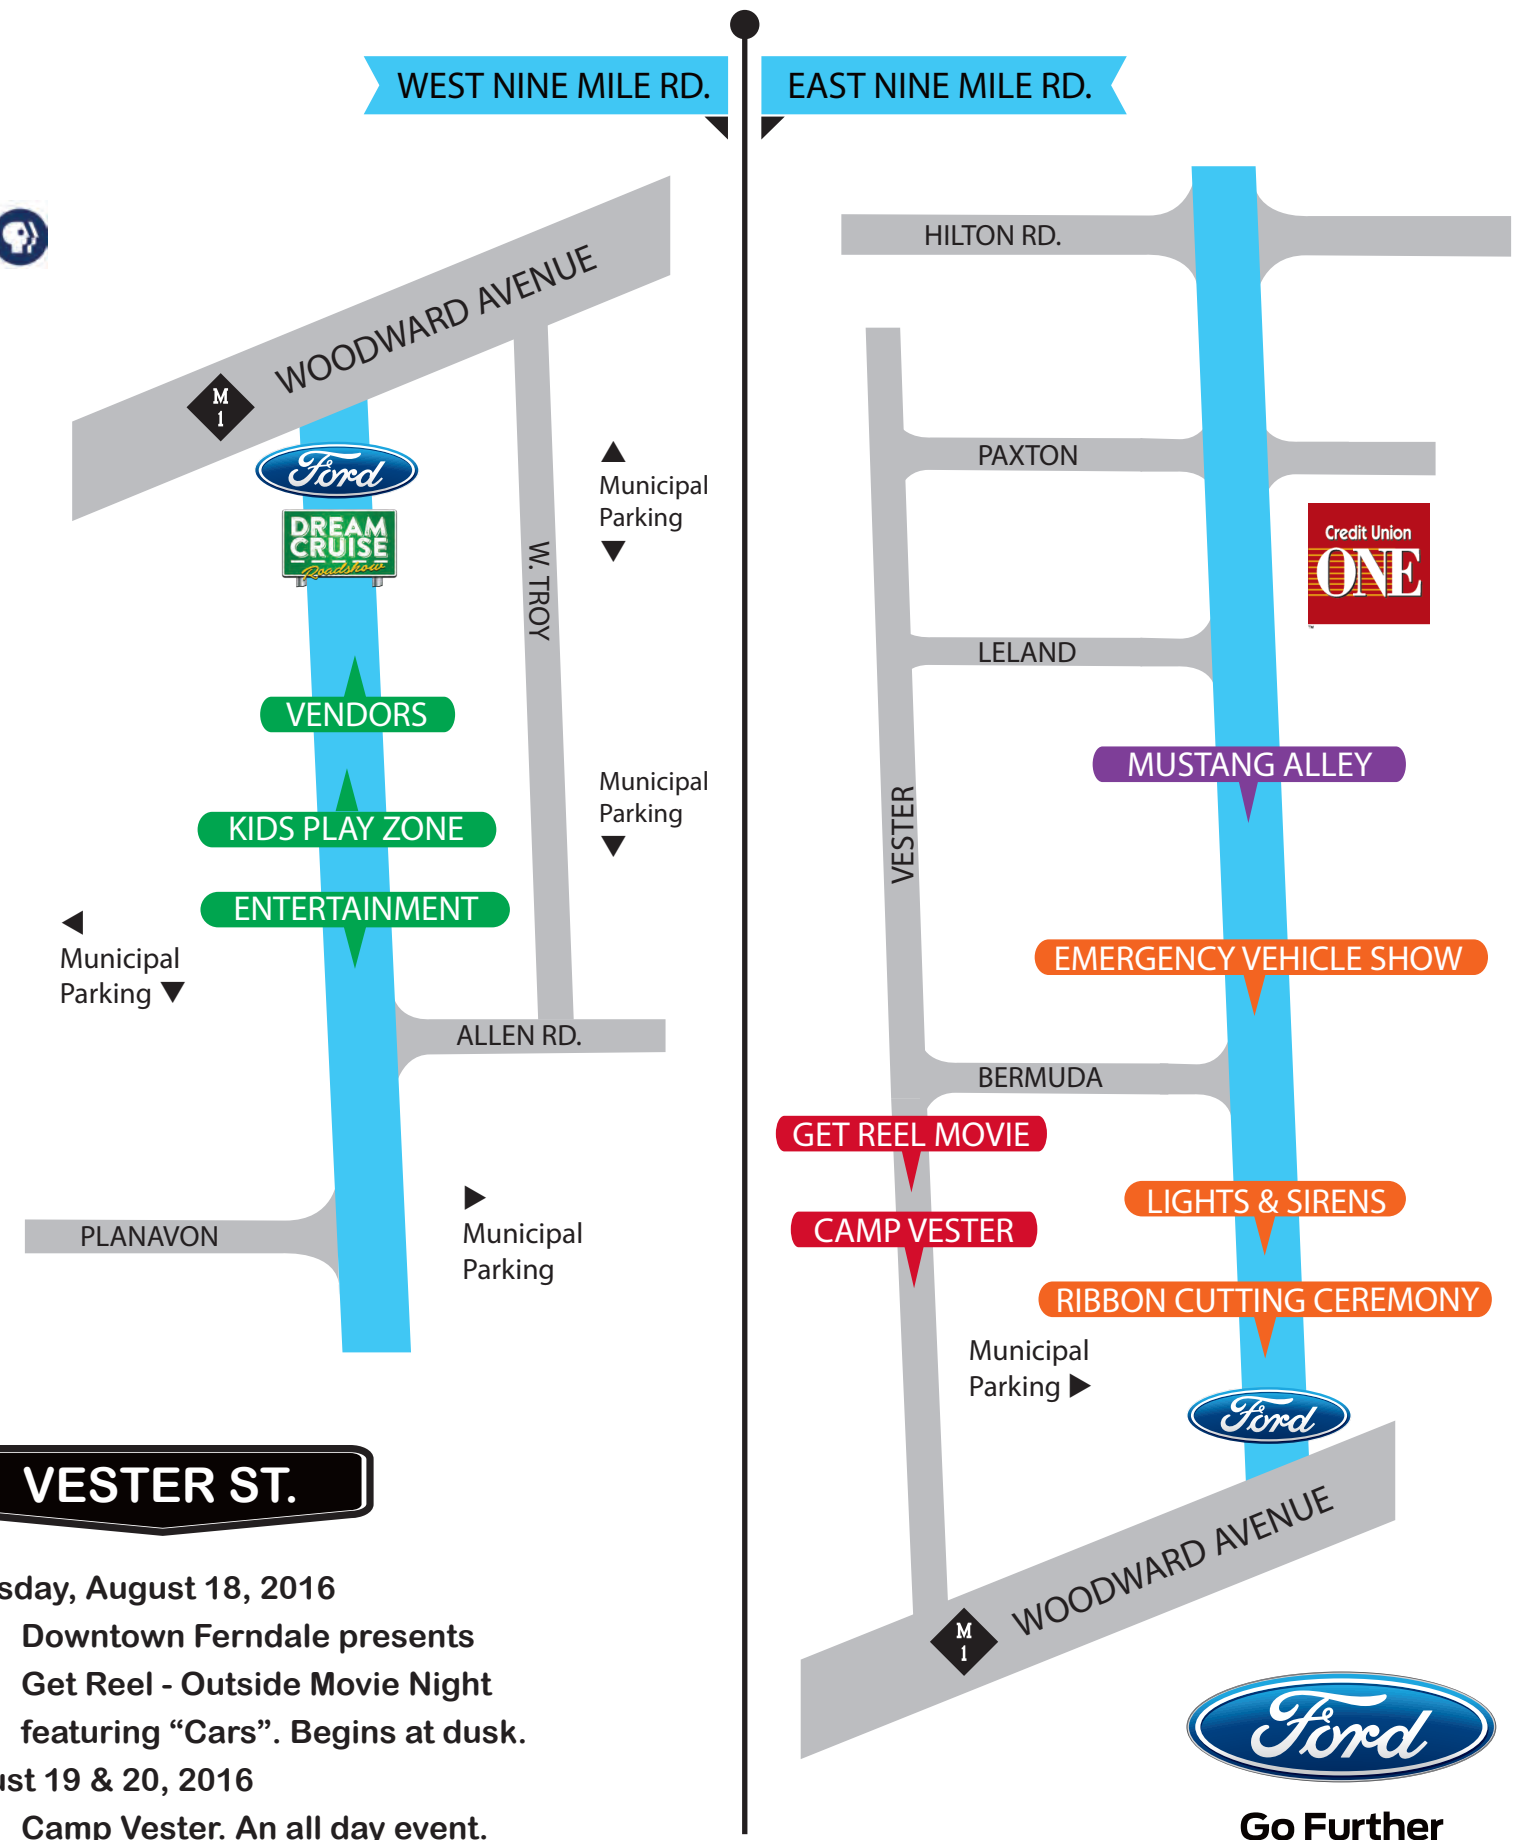 WEST NINE MILE RD.
EAST NINE MILE RD.
WOODWARD AVENUE
M
1
Ford
DREAM
CRUISE
Roadshow
W. TROY
Municipal
Parking
VENDORS
KIDS PLAY ZONE
ENTERTAINMENT
Municipal
Parking
Municipal
Parking
ALLEN RD.
PLANAVON
Municipal
Parking
HILTON RD.
PAXTON
Credit Union
ONE
LELAND
MUSTANG ALLEY
VESTER
EMERGENCY VEHICLE SHOW
BERMUDA
GET REEL MOVIE
LIGHTS & SIRENS
CAMP VESTER
RIBBON CUTTING CEREMONY
Municipal
Parking
Ford
WOODWARD AVENUE
M
1
VESTER ST.
sday, August 18, 2016
Downtown Ferndale presents
Get Reel - Outside Movie Night
featuring “Cars”. Begins at dusk.
ust 19 & 20, 2016
Camp Vester. An all day event.
Ford
Go Further